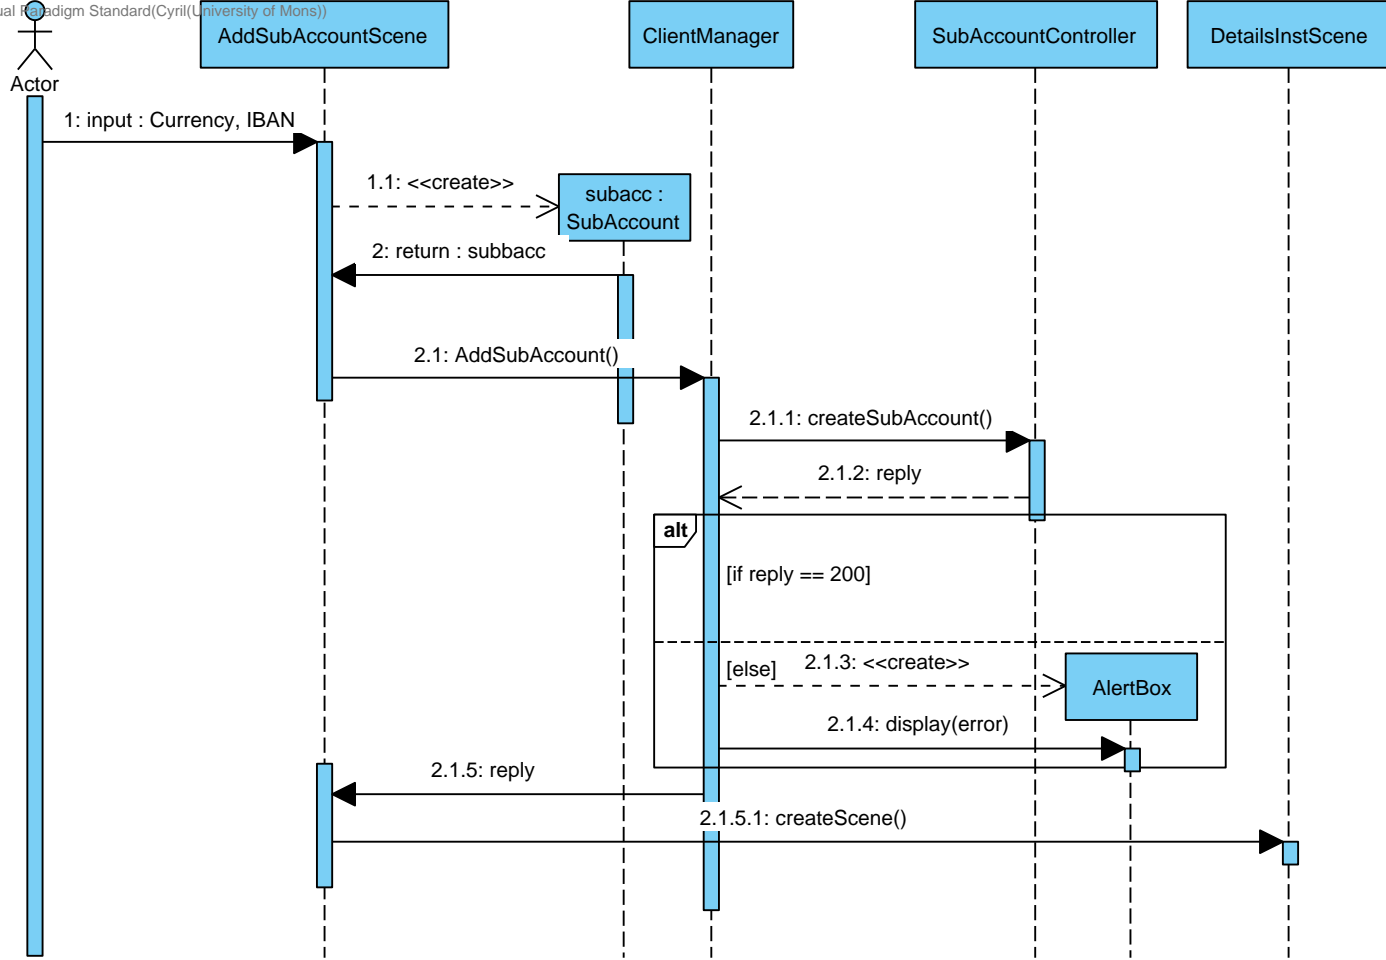 ual Paradigm Standard(Cyril(University of Mons))
Actor
AddSubAccountScene
ClientManager
SubAccountController
DetailsInstScene
1: input : Currency, IBAN
1.1: <<create>>
subacc :
SubAccount
2: return : subbacc
2.1: AddSubAccount()
2.1.1: createSubAccount()
2.1.2: reply
alt
[if reply == 200]
[else]
2.1.3: <<create>>
AlertBox
2.1.4: display(error)
2.1.5: reply
2.1.5.1: createScene()